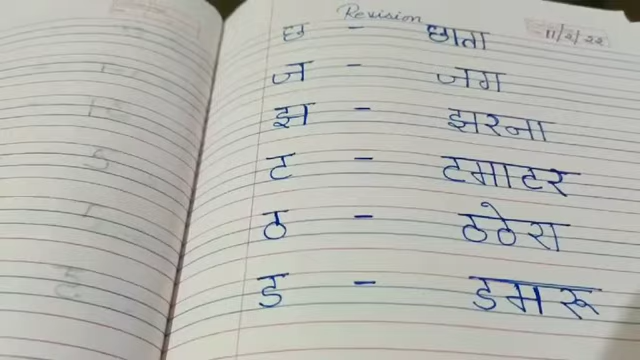 Revision
11/2/22
छ - छाता
ज - जग
झ - झरना
ट - टमाटर
ठ - ठठेरा
ड - डमरू